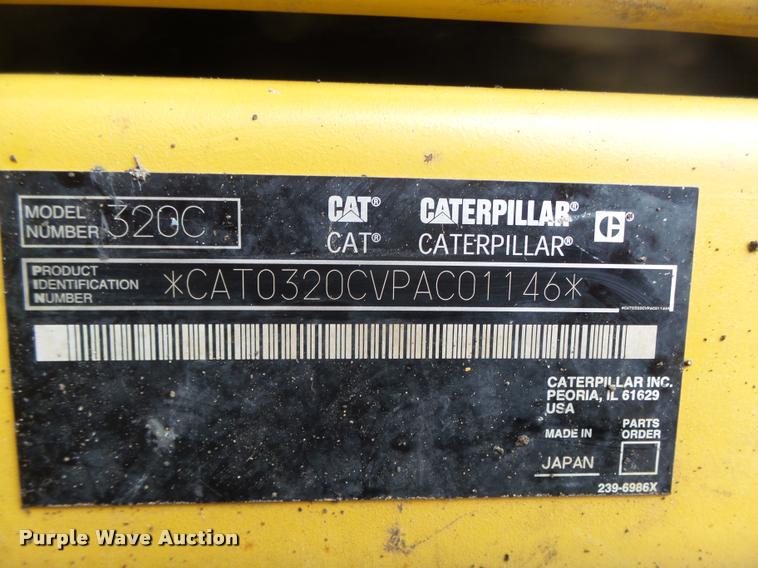 MODEL NUMBER 320C
CAT® CATERPILLAR® C
CAT® CATERPILLAR®
PRODUCT
IDENTIFICATION
NUMBER
*CAT0320CVPAC01146*
*CAT0320CVPAC01146*
CATERPILLAR INC.
PEORIA, IL 61629
USA
MADE IN
JAPAN
PARTS
ORDER
239-6986X
Purple Wave Auction